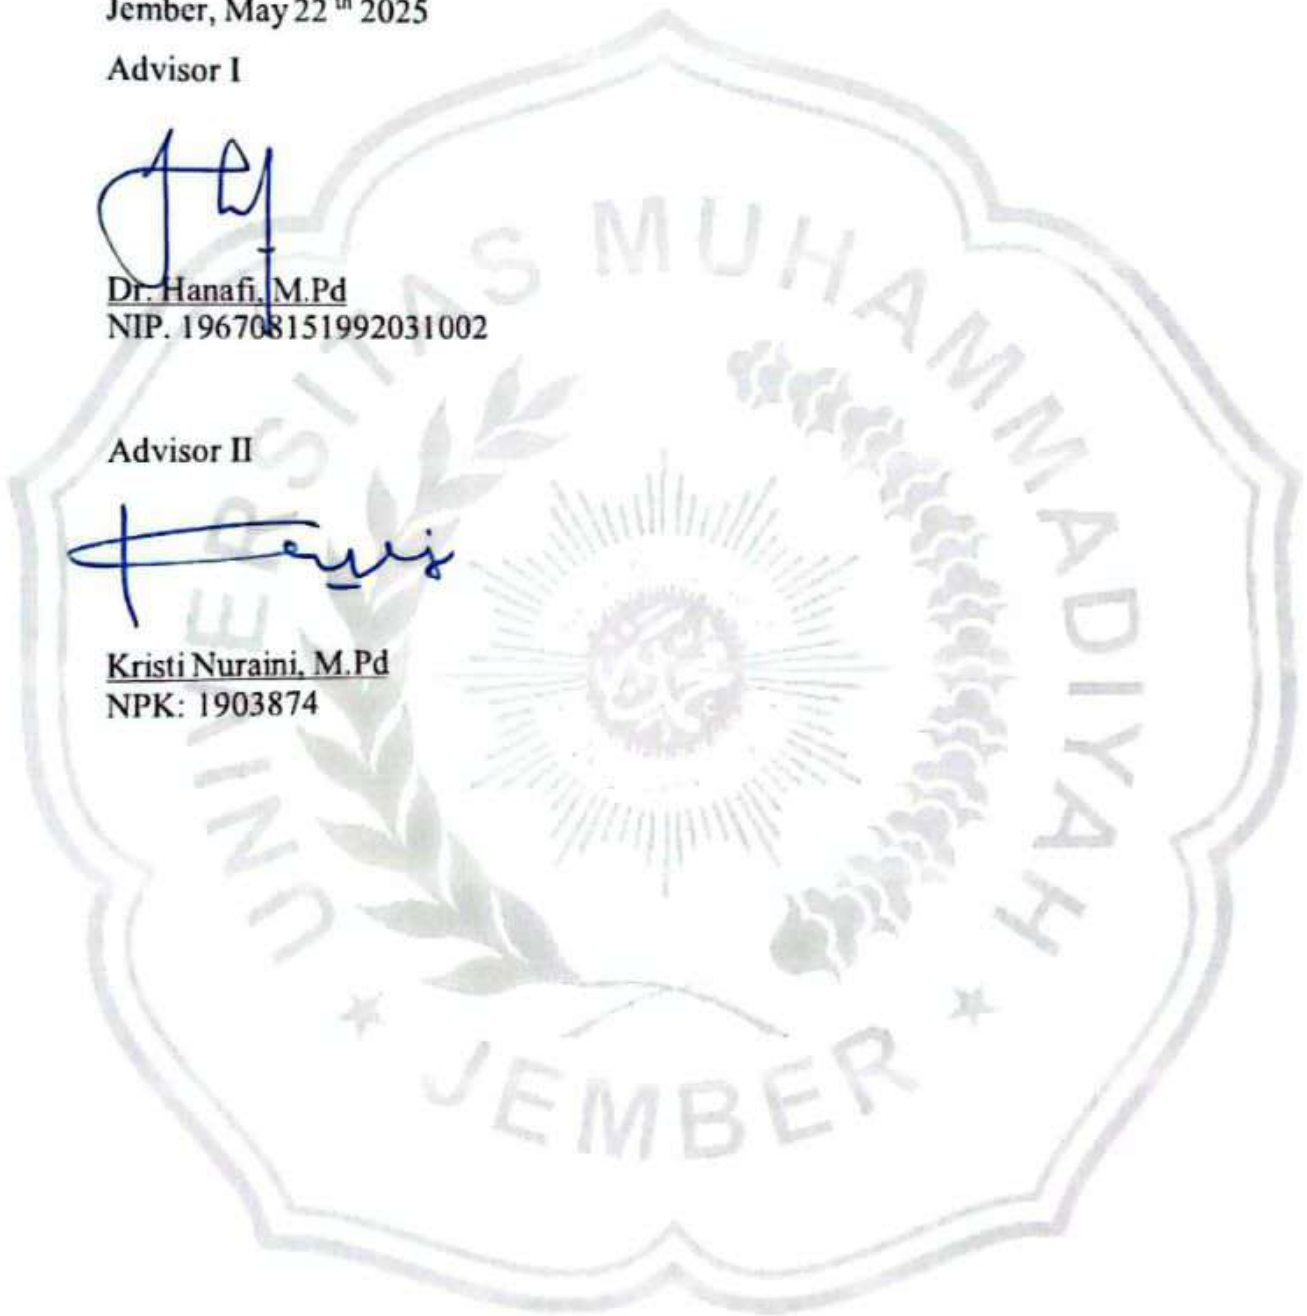 Jember, May 22 th 2025
Advisor I
Dr. Hanafi, M.Pd
NIP. 196708151992031002
Advisor II
Kristi Nuraini, M.Pd
NPK: 1903874
UNIVERSITAS MUHAMMADIYAH
JEMBER